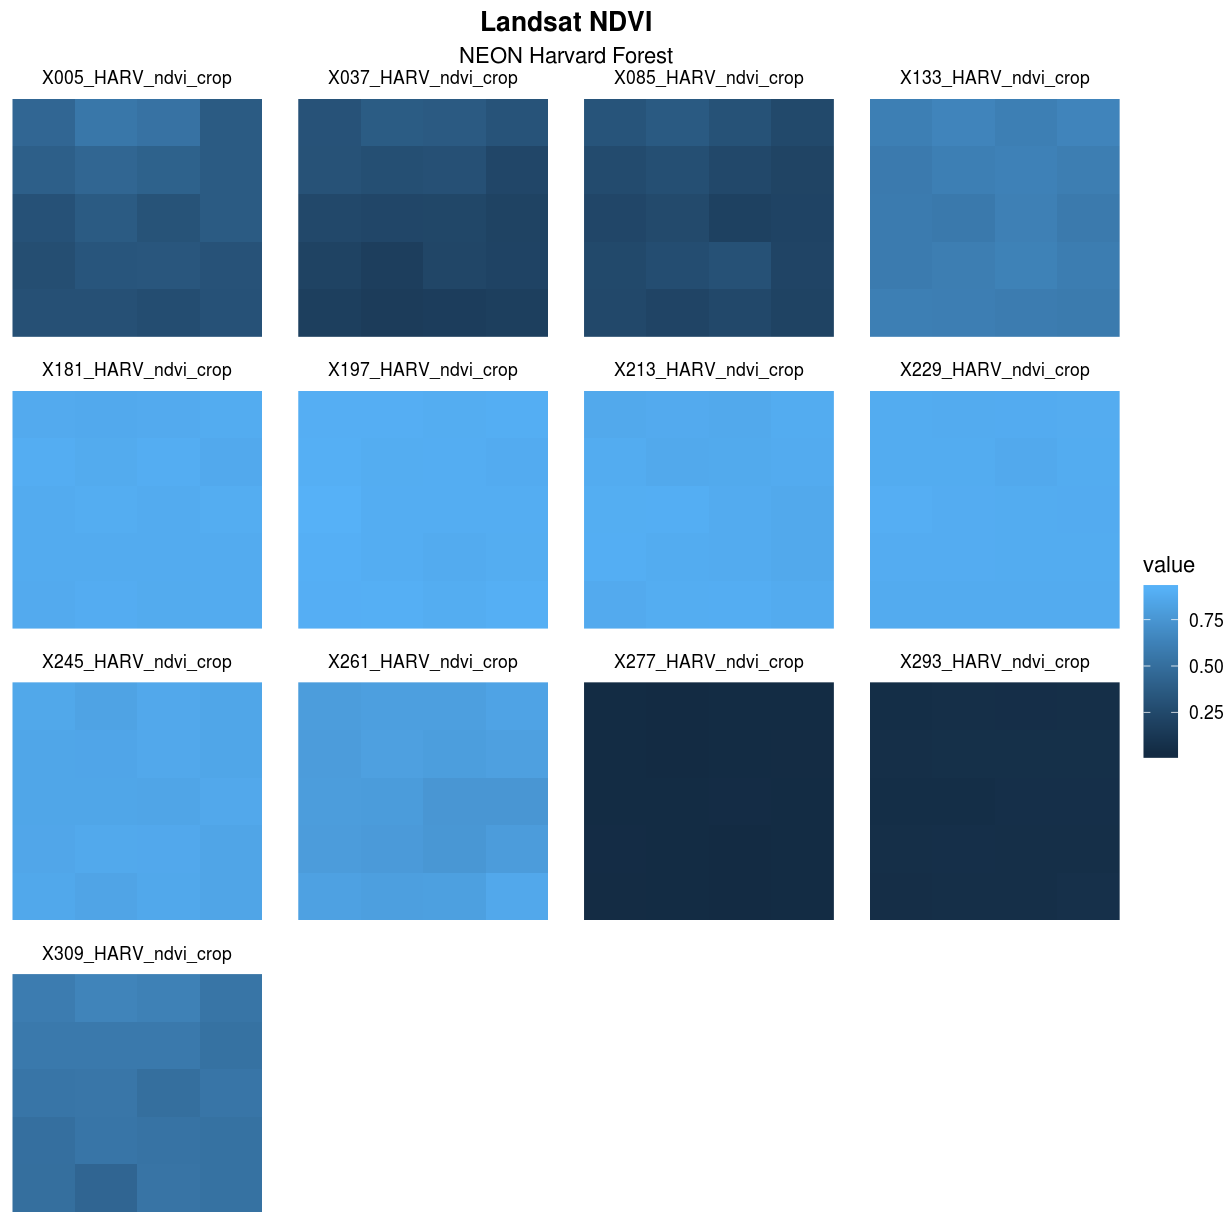 Landsat NDVI
NEON Harvard Forest
X005_HARV_ndvi_crop X037_HARV_ndvi_crop X085_HARV_ndvi_crop X133_HARV_ndvi_crop
X181_HARV_ndvi_crop X197_HARV_ndvi_crop X213_HARV_ndvi_crop X229_HARV_ndvi_crop
value
0.75
X245_HARV_ndvi_crop X261_HARV_ndvi_crop X277_HARV_ndvi_crop X293_HARV_ndvi_crop
0.50
0.25
X309_HARV_ndvi_crop